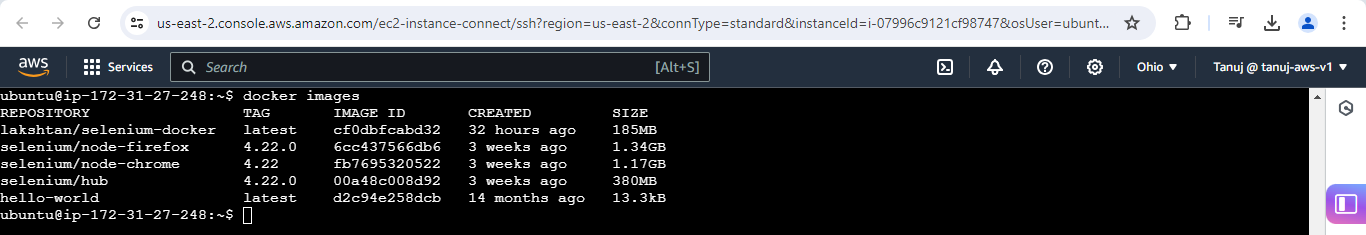 us-east-2.console.aws.amazon.com/ec2-instance-connect/ssh?region=us-east-2&connType=standard&instanceId=i-07996c9121cf98747&osUser=ubunt...
aws Services Search [Alt+S] Ohio Tanuj @ tanuj-aws-v1
ubuntu@ip-172-31-27-248:~$ docker images
REPOSITORY TAG IMAGE ID CREATED SIZE
lakshtan/selenium-docker latest cf0dbfcabd32 32 hours ago 185MB
selenium/node-firefox 4.22.0 6cc437566db6 3 weeks ago 1.34GB
selenium/node-chrome 4.22 fb7695320522 3 weeks ago 1.17GB
selenium/hub 4.22.0 00a48c008d92 3 weeks ago 380MB
hello-world latest d2c94e258dcb 14 months ago 13.3kB
ubuntu@ip-172-31-27-248:~$